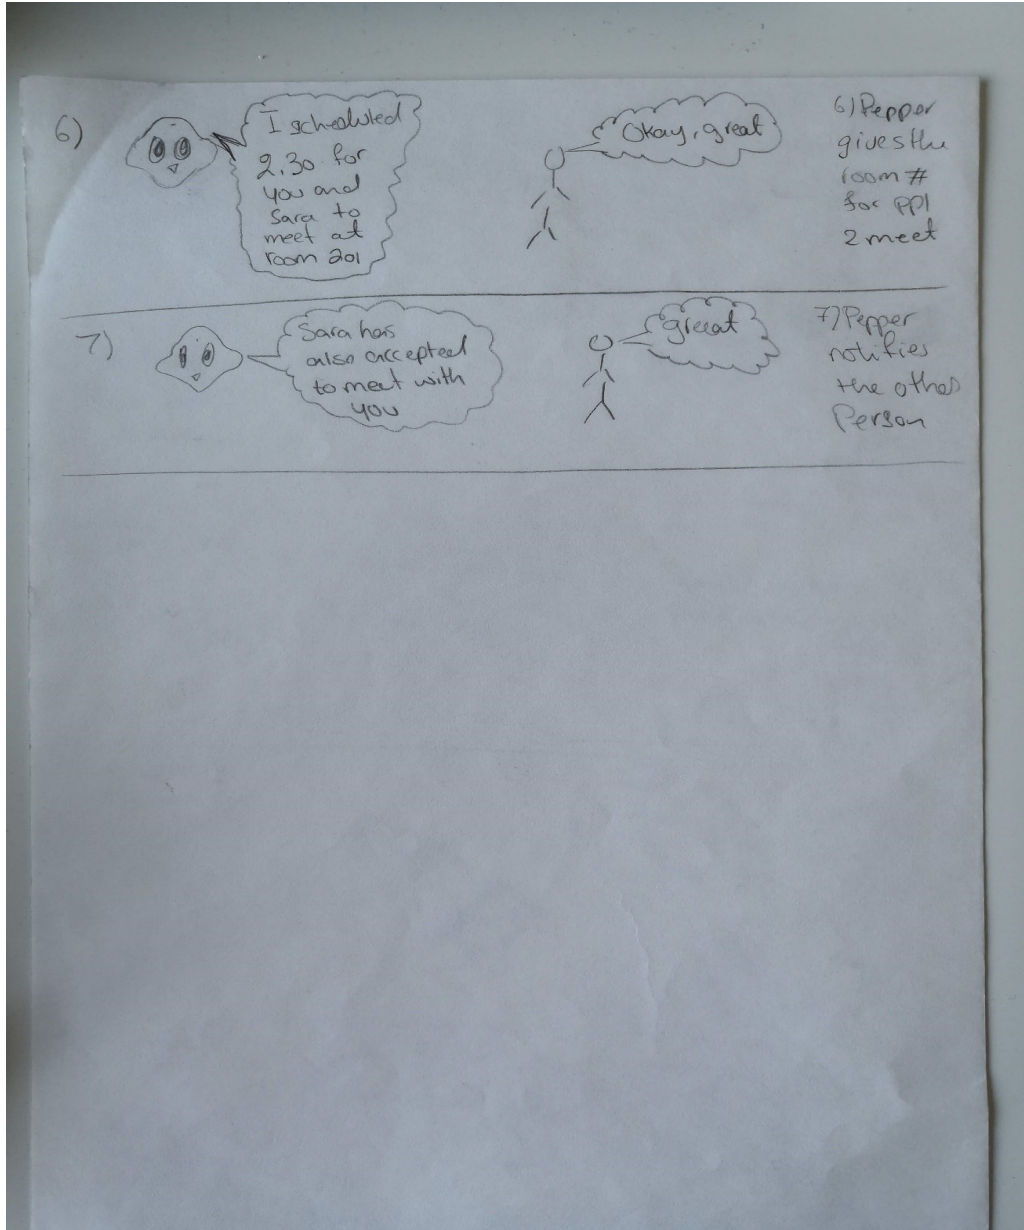 6)
I scheduled
2.30 for
you and
Sara to
meet at
room 201
Okay, great
6) Pepper
gives the
room #
for ppl
2 meet
7)
Sara has
also accepted
to meet with
you
great
7) Pepper
notifies
the other
Person